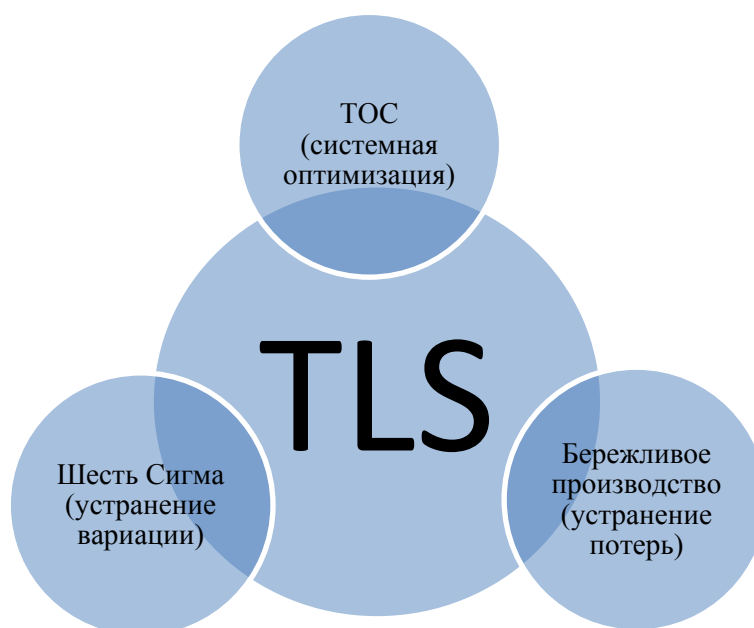 ТОС
(системная
оптимизация)
TLS
Шесть Сигма
(устранение
вариации)
Бережливое
производство
(устранение
потерь)